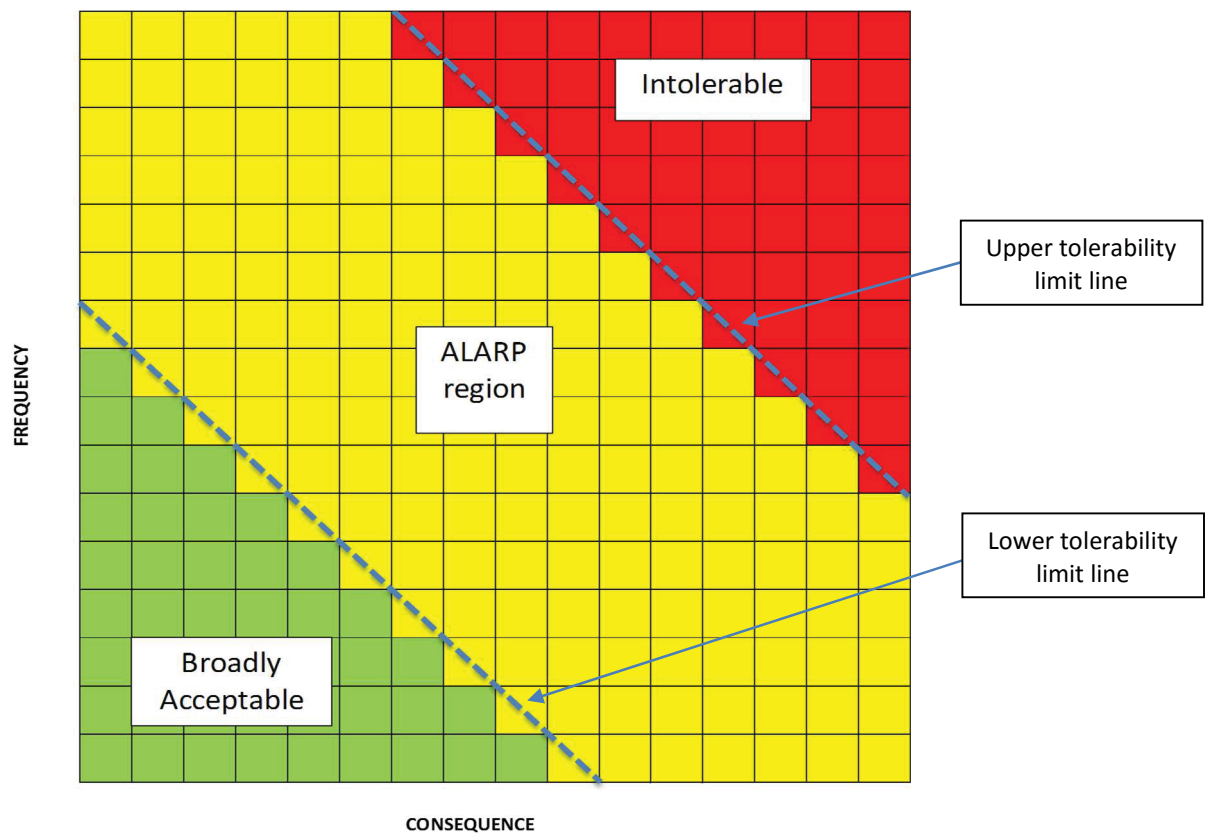 Intolerable
Upper tolerability
limit line
ALARP
region
FREQUENCY
Lower tolerability
limit line
Broadly
Acceptable
CONSEQUENCE